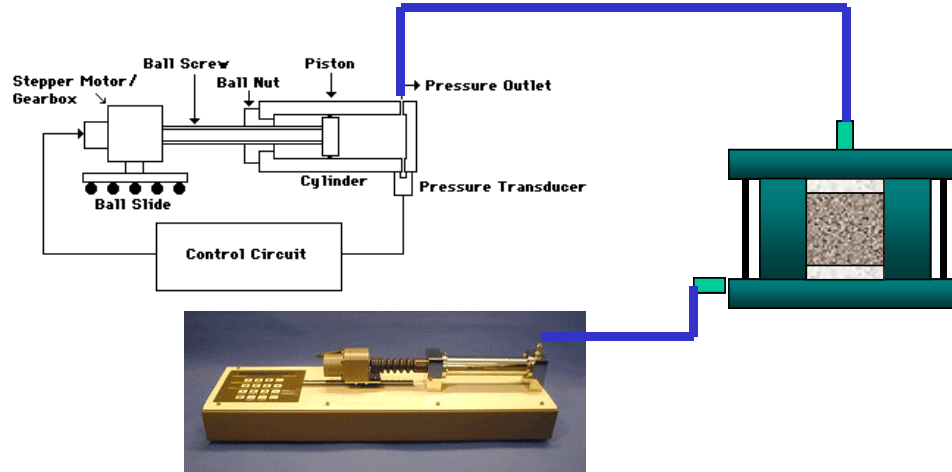 Ball Screw
Piston
Stepper Motor/
Gearbox
Ball Nut
Pressure Outlet
Cylinder
Pressure Transducer
Ball Slide
Control Circuit